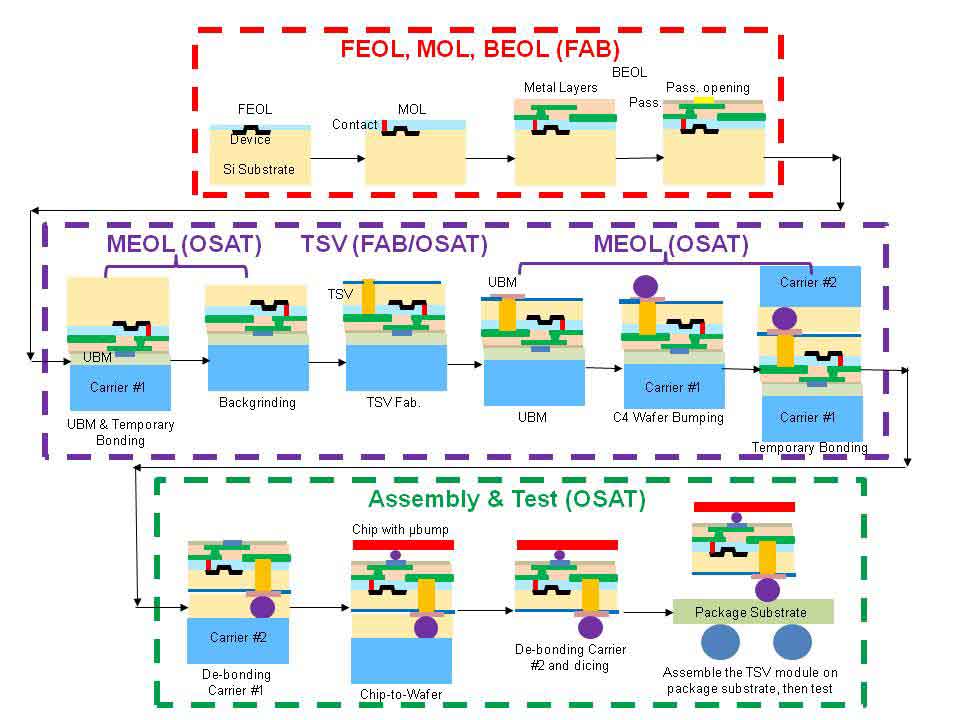 FEOL, MOL, BEOL (FAB)
BEOL
FEOL
MOL
Metal Layers
Pass. opening
Pass.
Contact
Device
Si Substrate
MEOL (OSAT)
TSV (FAB/OSAT)
MEOL (OSAT)
TSV
UBM
Carrier #2
UBM
Carrier #1
Carrier #1
Carrier #1
UBM & Temporary
Bonding
Backgrinding
TSV Fab.
UBM
C4 Wafer Bumping
Temporary Bonding
Assembly & Test (OSAT)
Chip with µbump
Carrier #2
Package Substrate
De-bonding
Carrier #1
Chip-to-Wafer
De-bonding Carrier
#2 and dicing
Assemble the TSV module on
package substrate, then test